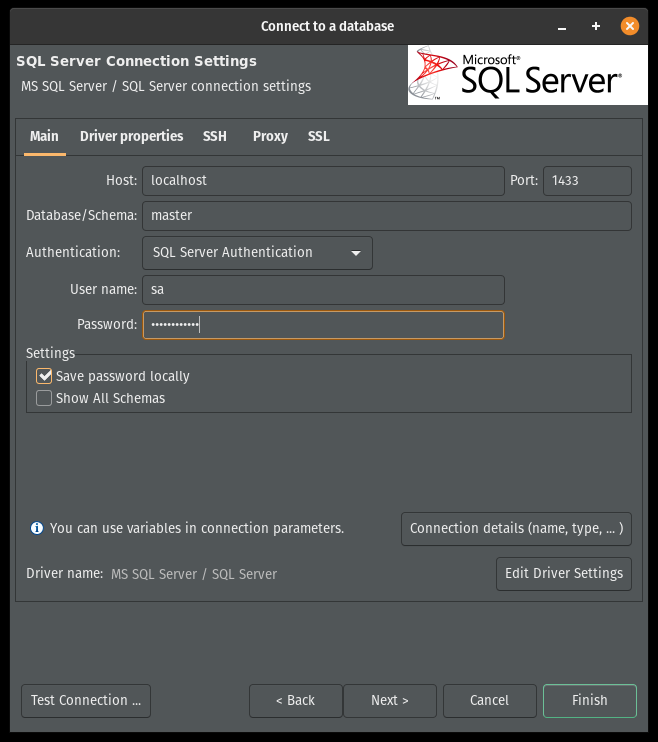 Connect to a database
SQL Server Connection Settings
MS SQL Server / SQL Server connection settings
Microsoft®
SQL Server®
™
Main Driver properties SSH Proxy SSL
Host: localhost Port: 1433
Database/Schema: master
Authentication: SQL Server Authentication
User name: sa
Password: ••••••••••••
Settings
Save password locally
Show All Schemas
You can use variables in connection parameters. Connection details (name, type, ... )
Driver name: MS SQL Server / SQL Server Edit Driver Settings
Test Connection ... < Back Next > Cancel Finish